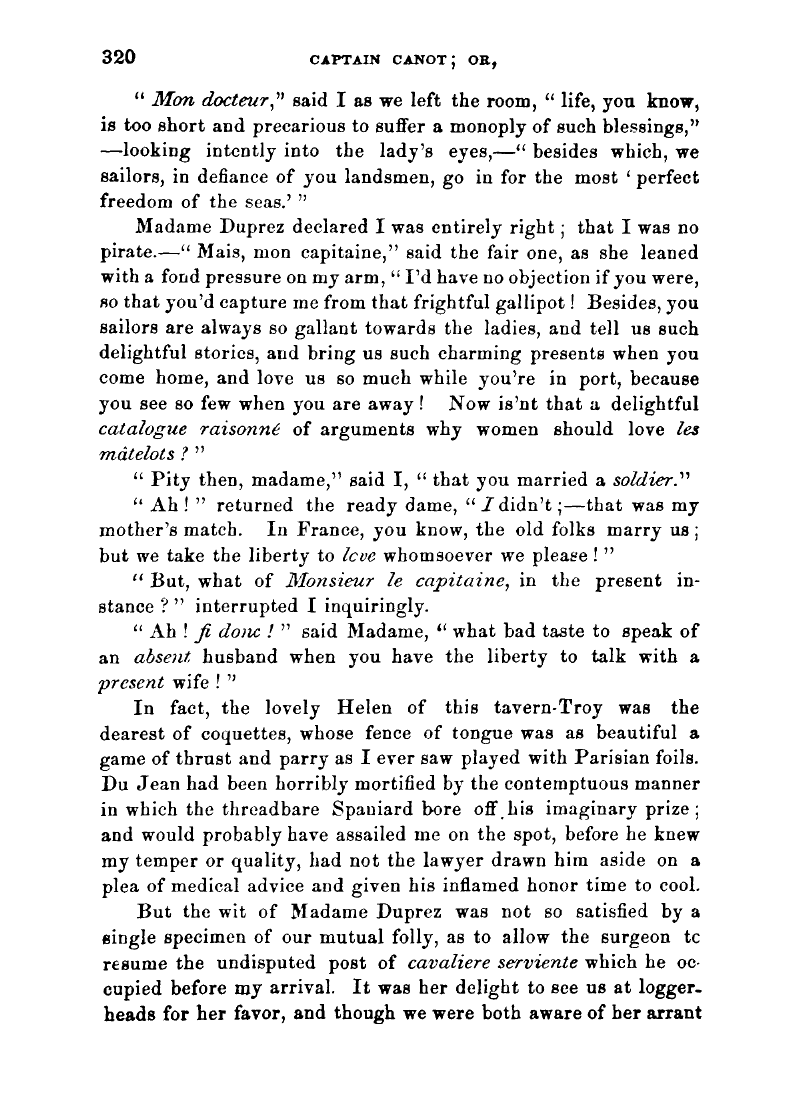 320 CAPTAIN CANOT; OR,
“ Mon docteur,” said I as we left the room, “ life, you know,
is too short and precarious to suffer a monoply of such blessings,”
—looking intently into the lady’s eyes,—“ besides which, we
sailors, in defiance of you landsmen, go in for the most ‘ perfect
freedom of the seas.’ ”
Madame Duprez declared I was entirely right ; that I was no
pirate.—“ Mais, mon capitaine,” said the fair one, as she leaned
with a fond pressure on my arm, “ I’d have no objection if you were,
so that you’d capture me from that frightful gallipot ! Besides, you
sailors are always so gallant towards the ladies, and tell us such
delightful stories, and bring us such charming presents when you
come home, and love us so much while you’re in port, because
you see so few when you are away ! Now is’nt that a delightful
catalogue raisonné of arguments why women should love les
mâtelots ? ”
“ Pity then, madame,” said I, “ that you married a soldier.”
“ Ah ! ” returned the ready dame, “ I didn’t ;—that was my
mother’s match. In France, you know, the old folks marry us ;
but we take the liberty to love whomsoever we please ! ”
“ But, what of Monsieur le capitaine, in the present in-
stance ? ” interrupted I inquiringly.
“ Ah ! fi donc ! ” said Madame, “ what bad taste to speak of
an absent husband when you have the liberty to talk with a
present wife ! ”
In fact, the lovely Helen of this tavern-Troy was the
dearest of coquettes, whose fence of tongue was as beautiful a
game of thrust and parry as I ever saw played with Parisian foils.
Du Jean had been horribly mortified by the contemptuous manner
in which the threadbare Spaniard bore off his imaginary prize ;
and would probably have assailed me on the spot, before he knew
my temper or quality, had not the lawyer drawn him aside on a
plea of medical advice and given his inflamed honor time to cool.
But the wit of Madame Duprez was not so satisfied by a
single specimen of our mutual folly, as to allow the surgeon to
resume the undisputed post of cavaliere serviente which he oc-
cupied before my arrival. It was her delight to see us at logger-
heads for her favor, and though we were both aware of her arrant